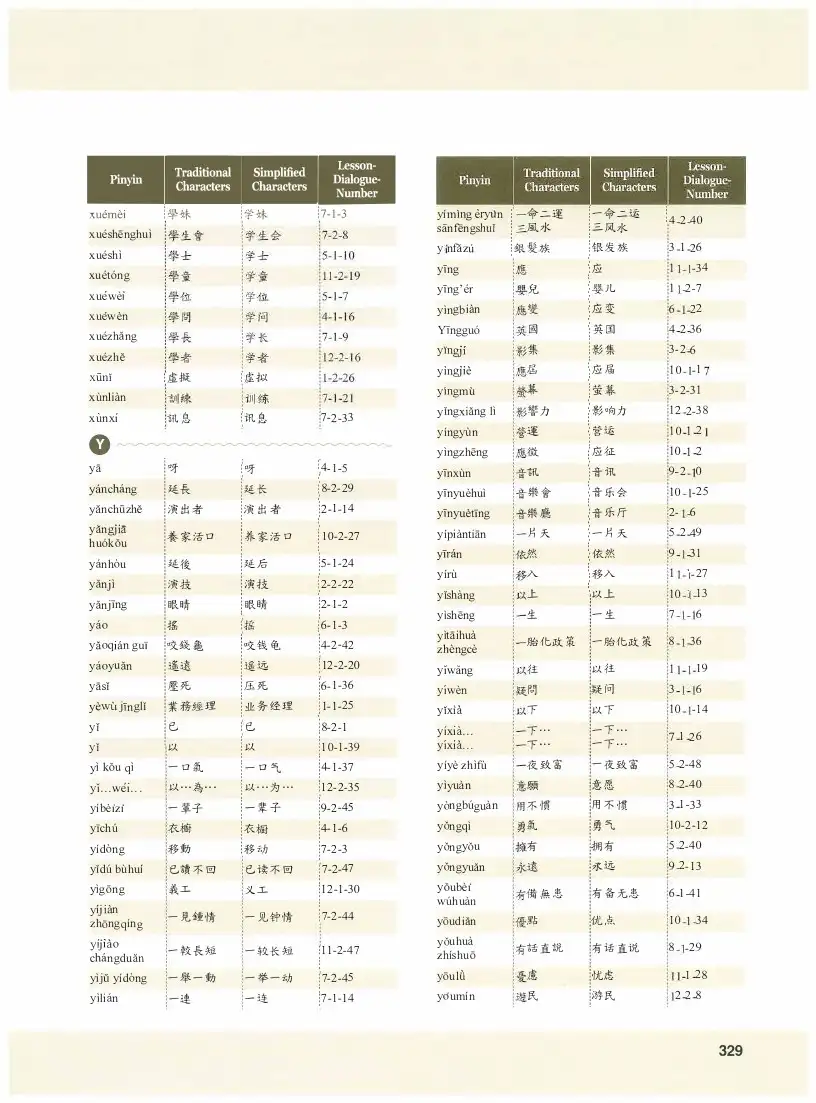 Pinyin Traditional Characters Simplified Characters Lesson-Dialogue-Number
xuémèi 學妹 学妹 7-1-3
xuéshēnghuì 學生會 学生会 7-2-8
xuéshì 學士 学士 5-1-10
xuétóng 學童 学童 11-2-19
xuéwèi 學位 学位 5-1-7
xuéwèn 學問 学问 4-1-16
xuézhǎng 學長 学长 7-1-9
xuézhě 學者 学者 12-2-16
xūnǐ 虛擬 虚拟 1-2-26
xùnliàn 訓練 训练 7-1-21
xùnxí 訊息 讯息 7-2-33
Y
yā 呀 呀 4-1-5
yáncháng 延長 延长 8-2-29
yǎnchūzhě 演出者 演出者 2-1-14
yǎngjiā huókǒu 養家活口 养家活口 10-2-27
yánhòu 延後 延后 5-1-24
yǎnjì 演技 演技 2-2-22
yǎnjīng 眼睛 眼睛 2-1-2
yáo 搖 摇 6-1-3
yǎoqián guī 咬錢龜 咬钱龟 4-2-42
yáoyuǎn 遙遠 遥远 12-2-20
yāsǐ 壓死 压死 6-1-36
yèwù jīnglǐ 業務經理 业务经理 1-1-25
yǐ 已 已 8-2-1
yǐ 以 以 10-1-39
yì kǒu qì 一口氣 一口气 4-1-37
yǐ...wéi... 以…為… 以…为… 12-2-35
yíbèizi 一輩子 一辈子 9-2-45
yīchú 衣櫥 衣橱 4-1-6
yídòng 移動 移动 7-2-3
yǐdú bùhuí 已讀不回 已读不回 7-2-47
yìgōng 義工 义工 12-1-30
yíjiàn zhōngqíng 一見鍾情 一见钟情 7-2-44
yíjiào chángduǎn 一較長短 一较长短 11-2-47
yìjǔ yídòng 一舉一動 一举一动 7-2-45
yìlián 一連 一连 7-1-14
Pinyin Traditional Characters Simplified Characters Lesson-Dialogue-Number
yímìng èryùn sānfēngshuǐ 一命二運三風水 一命二运三风水 4-2-40
yínfǎzú 銀髮族 银发族 3-1-26
yīng 應 应 11-1-34
yīng'ér 嬰兒 婴儿 11-2-7
yìngbiàn 應變 应变 6-1-22
Yīngguó 英國 英国 4-2-36
yǐngjí 影集 影集 3-2-6
yīngjiè 應屆 应届 10-1-17
yíngmù 螢幕 萤幕 3-2-31
yǐngxiǎng lì 影響力 影响力 12-2-38
yíngyùn 營運 营运 10-1-21
yìngzhēng 應徵 应征 10-1-2
yīnxùn 音訊 音讯 9-2-10
yīnyuèhuì 音樂會 音乐会 10-1-25
yīnyuètīng 音樂廳 音乐厅 2-1-6
yípiàntiān 一片天 一片天 5-2-49
yīrán 依然 依然 9-1-31
yírù 移入 移入 11-1-27
yǐshàng 以上 以上 10-1-13
yìshēng 一生 一生 7-1-16
yìtāihuà zhèngcè 一胎化政策 一胎化政策 8-1-36
yǐwǎng 以往 以往 11-1-19
yíwèn 疑問 疑问 3-1-16
yǐxià 以下 以下 10-1-14
yíxià... yíxià... 一下… 一下… 一下… 一下… 7-1-26
yíyè zhìfù 一夜致富 一夜致富 5-2-48
yìyuàn 意願 意愿 8-2-40
yòngbúguàn 用不慣 用不惯 3-1-33
yǒngqì 勇氣 勇气 10-2-12
yōngyǒu 擁有 拥有 5-2-40
yǒngyuǎn 永遠 永远 9-2-13
yǒubèi wúhuàn 有備無患 有备无患 6-1-41
yōudiǎn 優點 优点 10-1-34
yǒuhuà zhíshuō 有話直說 有话直说 8-1-29
yōulǜ 憂慮 忧虑 11-1-28
yóumín 遊民 游民 12-2-8
329